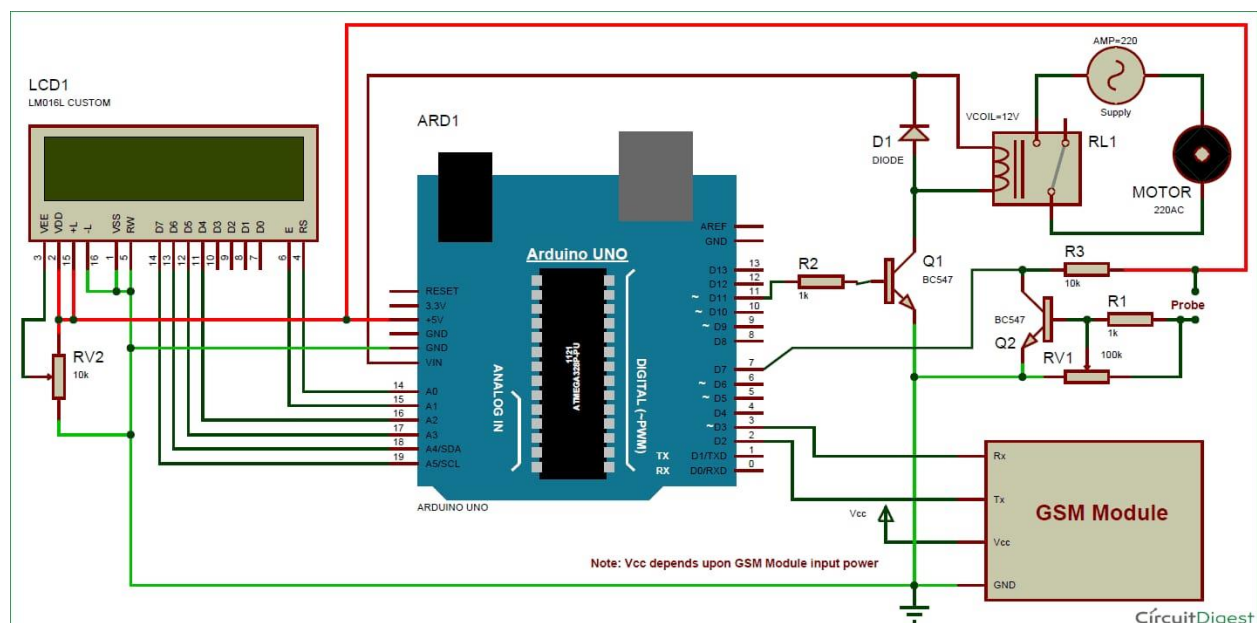 AMP=220
Supply
LCD1
LM016L CUSTOM
VEE
VDD
+L
-L
VSS
RW
D7
D6
D5
D4
D3
D2
D1
D0
E
RS
3
2
15
16
1
5
14
13
12
11
10
9
8
7
6
4
RV2
10k
ARD1
ARDUINO UNO
Arduino UNO
1121
ATMEGA328P-PU
ANALOG IN
DIGITAL (~PWM)
RESET
3.3V
+5V
GND
GND
VIN
14 A0
15 A1
16 A2
17 A3
18 A4/SDA
19 A5/SCL
AREF
GND
D13 13
D12 12
~ D11 11
~ D10 10
~ D9 9
D8 8
D7 7
~ D6 6
~ D5 5
D4 4
~D3 3
D2 2
TX D1/TXD 1
RX D0/RXD 0
D1
DIODE
VCOIL=12V
RL1
MOTOR
220AC
R2
1k
Q1
BC547
R3
10k
Probe
BC547
Q2
R1
1k
100k
RV1
Rx
Tx
Vcc
GND
GSM Module
Vcc
Note: Vcc depends upon GSM Module input power
CírcuitDigest